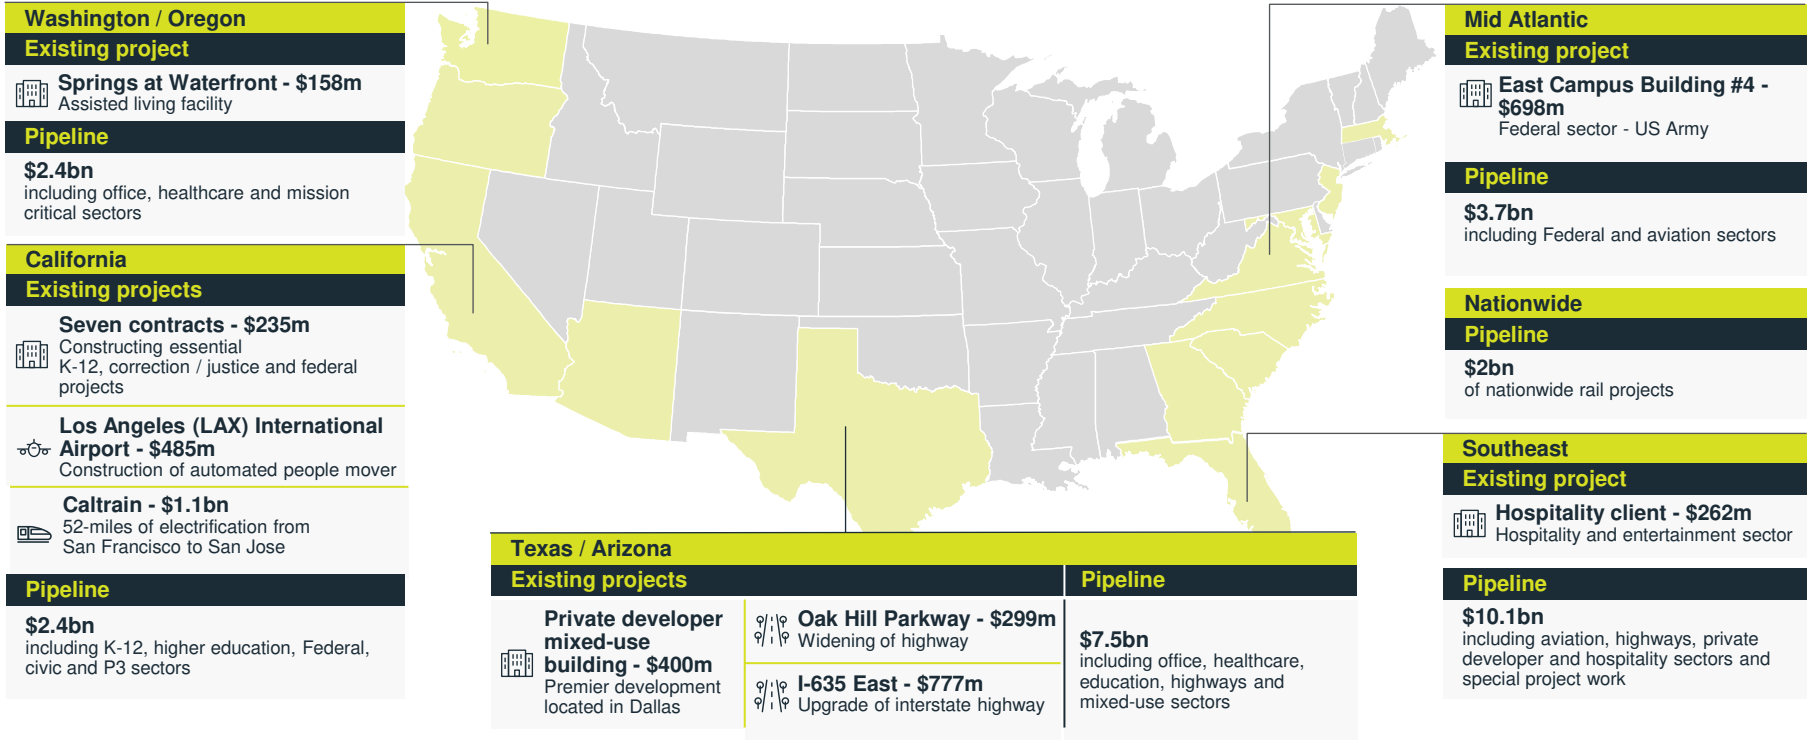 Washington / Oregon
Existing project
Springs at Waterfront - $158m
Assisted living facility
Pipeline
$2.4bn
including office, healthcare and mission
critical sectors
California
Existing projects
Seven contracts - $235m
Constructing essential
K-12, correction / justice and federal
projects
Los Angeles (LAX) International
Airport - $485m
Construction of automated people mover
Caltrain - $1.1bn
52-miles of electrification from
San Francisco to San Jose
Pipeline
$2.4bn
including K-12, higher education, Federal,
civic and P3 sectors
Texas / Arizona
Existing projects
Private developer
mixed-use
building - $400m
Premier development
located in Dallas
Oak Hill Parkway - $299m
Widening of highway
I-635 East - $777m
Upgrade of interstate highway
Pipeline
$7.5bn
including office, healthcare,
education, highways and
mixed-use sectors
Mid Atlantic
Existing project
East Campus Building #4 -
$698m
Federal sector - US Army
Pipeline
$3.7bn
including Federal and aviation sectors
Nationwide
Pipeline
$2bn
of nationwide rail projects
Southeast
Existing project
Hospitality client - $262m
Hospitality and entertainment sector
Pipeline
$10.1bn
including aviation, highways, private
developer and hospitality sectors and
special project work